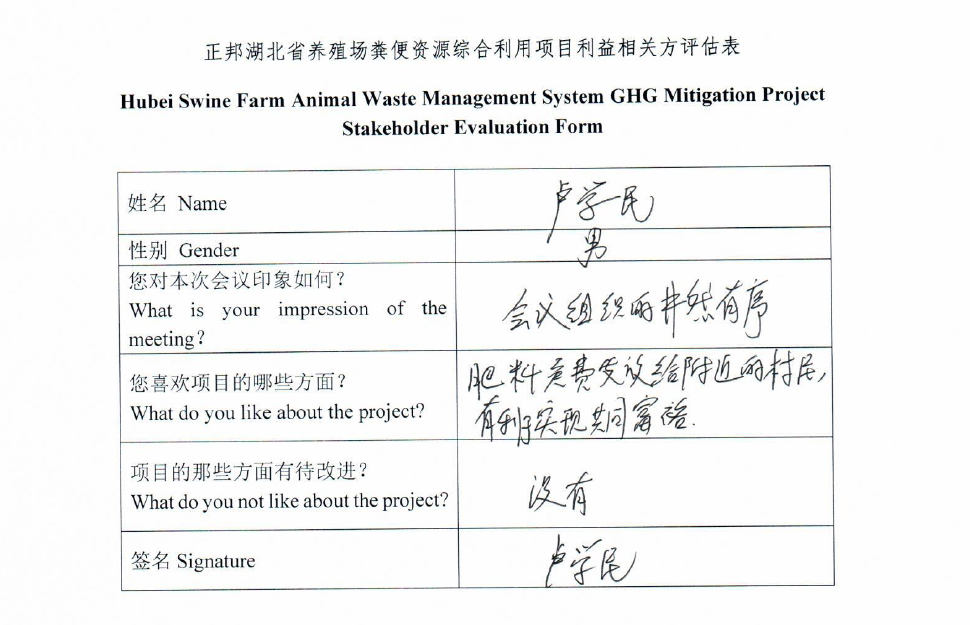 正邦湖北省养殖场粪便资源综合利用项目利益相关方评估表
Hubei Swine Farm Animal Waste Management System GHG Mitigation Project
Stakeholder Evaluation Form
姓名 Name
卢学民
性别 Gender
男
您对本次会议印象如何？
What is your impression of the
meeting?
会议组织的井然有序
您喜欢项目的哪些方面？
What do you like about the project?
肥料免费发放给附近的村民，
有利于实现共同富裕.
项目的那些方面有待改进？
What do you not like about the project?
没有
签名 Signature
卢学民